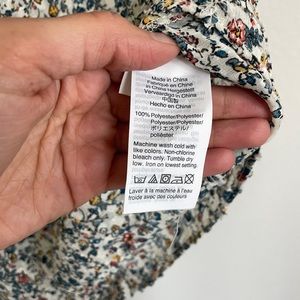 Made in China
Fabriqué en Chine
In China Hergestellt
Vervaardigd in China
中国製
Hecho en China
100% Polyester/Polyester/
Polyester/Polyester/
ポリエステル/
poliéster
Machine wash cold with
like colors. Non-chlorine
bleach only. Tumble dry
low. Iron on lowest setting.
Laver à la machine à l'eau
froide avec des couleurs